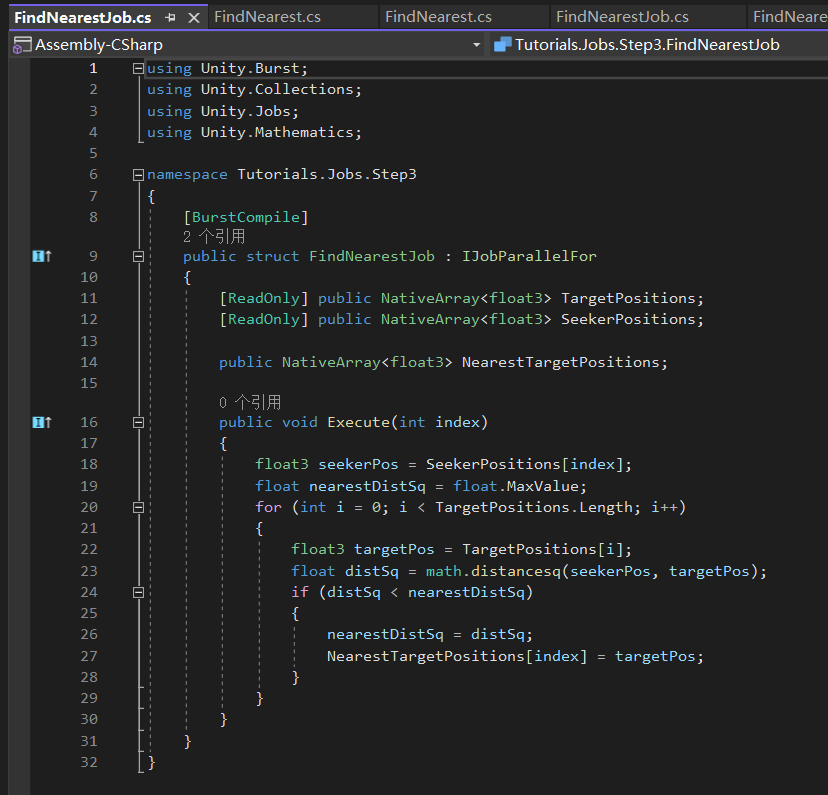 FindNearestJob.cs FindNearest.cs FindNearest.cs FindNearestJob.cs FindNeare
Assembly-CSharp Tutorials.Jobs.Step3.FindNearestJob
1 using Unity.Burst;
2 using Unity.Collections;
3 using Unity.Jobs;
4 using Unity.Mathematics;
5
6 namespace Tutorials.Jobs.Step3
7 {
8 [BurstCompile]
2 个引用
9 public struct FindNearestJob : IJobParallelFor
10 {
11 [ReadOnly] public NativeArray<float3> TargetPositions;
12 [ReadOnly] public NativeArray<float3> SeekerPositions;
13
14 public NativeArray<float3> NearestTargetPositions;
15
0 个引用
16 public void Execute(int index)
17 {
18 float3 seekerPos = SeekerPositions[index];
19 float nearestDistSq = float.MaxValue;
20 for (int i = 0; i < TargetPositions.Length; i++)
21 {
22 float3 targetPos = TargetPositions[i];
23 float distSq = math.distancesq(seekerPos, targetPos);
24 if (distSq < nearestDistSq)
25 {
26 nearestDistSq = distSq;
27 NearestTargetPositions[index] = targetPos;
28 }
29 }
30 }
31 }
32 }